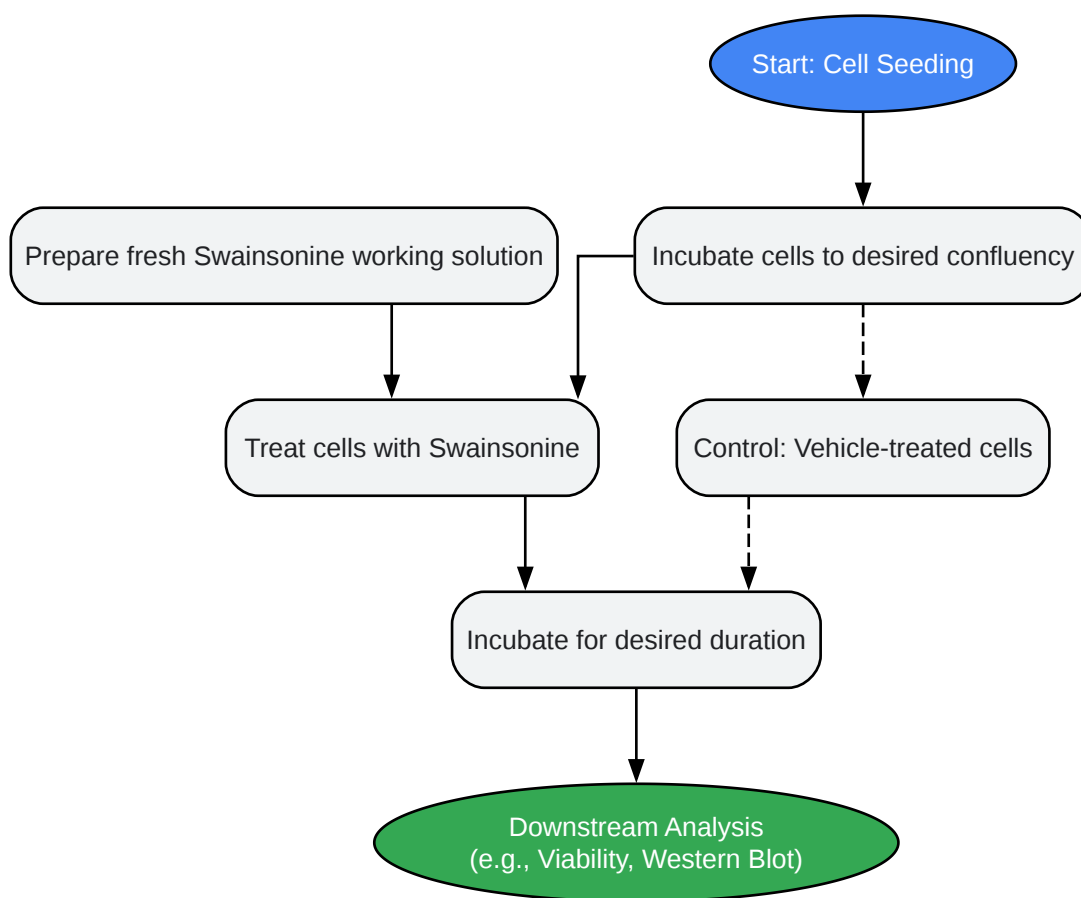 Start: Cell Seeding
Prepare fresh Swainsonine working solution
Incubate cells to desired confluency
Treat cells with Swainsonine
Control: Vehicle-treated cells
Incubate for desired duration
Downstream Analysis
(e.g., Viability, Western Blot)